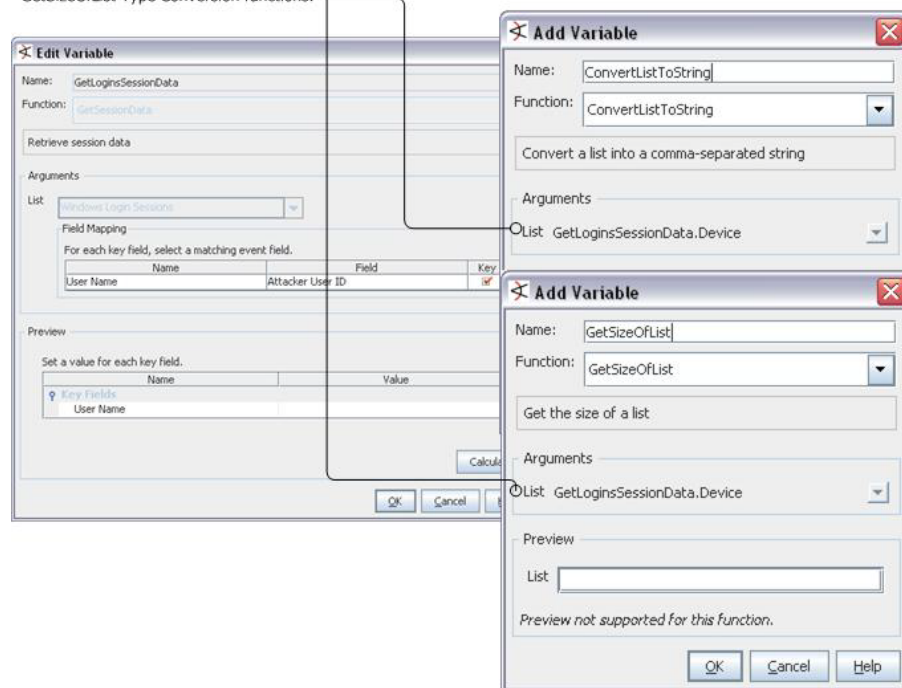 GetSizeOfList Type Conversion functions.
Edit Variable
Name: GetLoginsSessionData
Function: GetSessionData
Retrieve session data
Arguments
List Windows Login Sessions
Field Mapping
For each key field, select a matching event field.
Name Field Key
User Name Attacker User ID
Preview
Set a value for each key field.
Name Value
Key Fields
User Name
OK Cancel
Add Variable
Name: ConvertListToString
Function: ConvertListToString
Convert a list into a comma-separated string
Arguments
List GetLoginsSessionData.Device
Add Variable
Name: GetSizeOfList
Function: GetSizeOfList
Get the size of a list
Arguments
List GetLoginsSessionData.Device
Preview
List
Preview not supported for this function.
OK Cancel Help